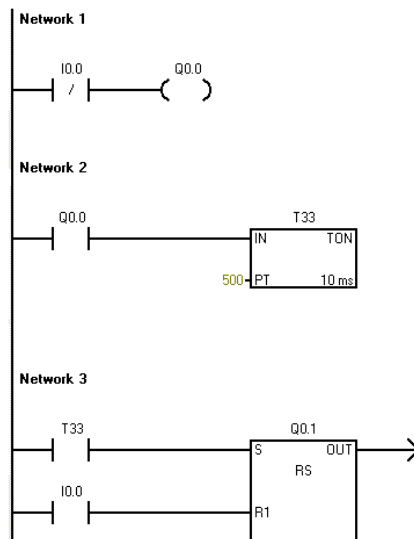 Network 1
I0.0 Q0.0
/
Network 2
Q0.0 T33
IN TON
500 PT 10 ms
Network 3
T33 Q0.1
S OUT
RS
I0.0
R1